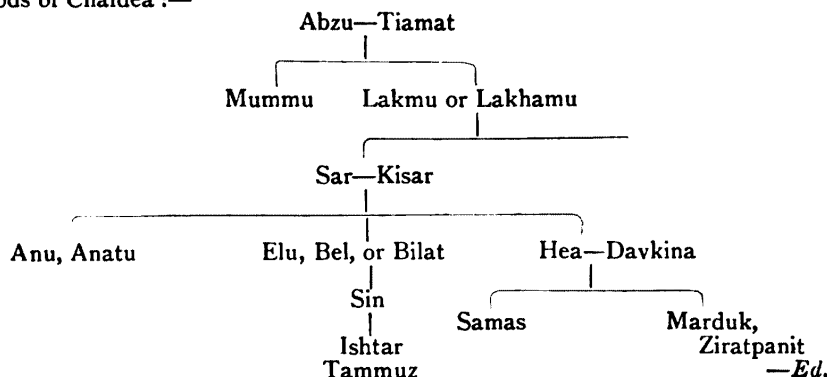 ods of Chaldea :—
Abzu—Tiamat
Mummu Lakmu or Lakhamu
Sar—Kisar
Anu, Anatu Elu, Bel, or Bilat Hea—Davkina
Sin
Samas Marduk,
Ishtar Ziratpanit
Tammuz —Ed.